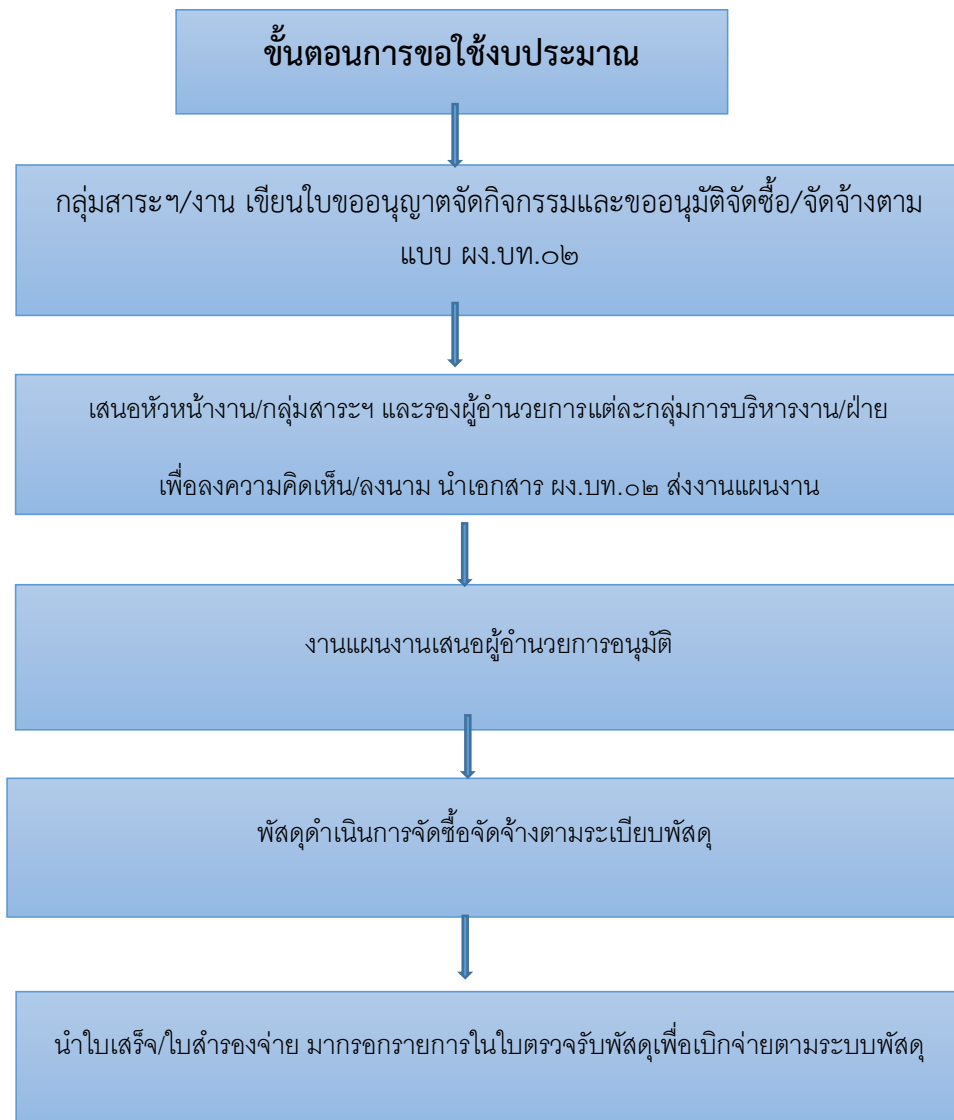 ขั้นตอนการขอใช้งบประมาณ
กลุ่มสาระฯ/งาน เขียนใบขออนุญาตจัดกิจกรรมและขออนุมัติจัดซื้อ/จัดจ้างตาม
แบบ ผง.บท.๐๒
เสนอหัวหน้างาน/กลุ่มสาระฯ และรองผู้อำนวยการแต่ละกลุ่มการบริหารงาน/ฝ่าย
เพื่อลงความคิดเห็น/ลงนาม นำเอกสาร ผง.บท.๐๒ ส่งงานแผนงาน
งานแผนงานเสนอผู้อำนวยการอนุมัติ
พัสดุดำเนินการจัดซื้อจัดจ้างตามระเบียบพัสดุ
นำใบเสร็จ/ใบสำรองจ่าย มากรอกรายการในใบตรวจรับพัสดุเพื่อเบิกจ่ายตามระบบพัสดุ